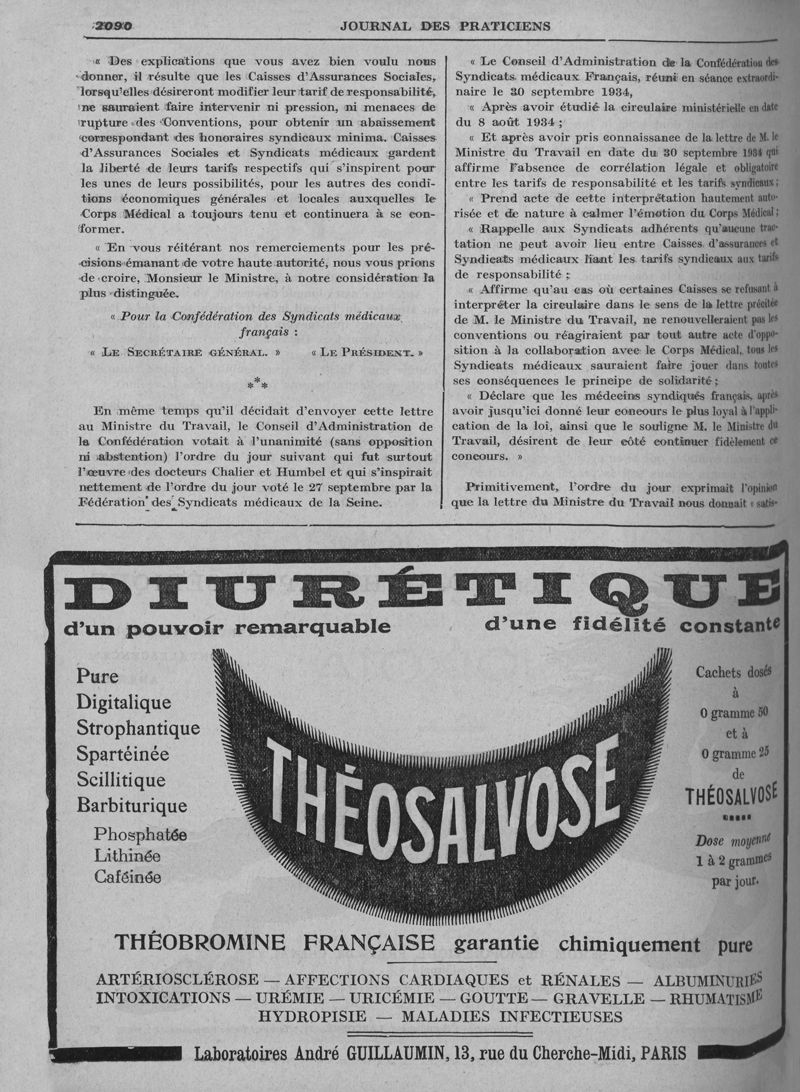 2090
JOURNAL DES PRATICIENS
« Des explications que vous avez bien voulu nous
donner, il résulte que les Caisses d'Assurances Sociales,
lorsqu'elles désireront modifier leur tarif de responsabilité,
ne sauraient faire intervenir ni pression, ni menaces de
rupture des Conventions, pour obtenir un abaissement
correspondant des honoraires syndicaux minima. Caisses
d'Assurances Sociales et Syndicats médicaux gardent
la liberté de leurs tarifs respectifs qui s'inspirent pour
les unes de leurs possibilités, pour les autres des condi-
tions économiques générales et locales auxquelles le
Corps Médical a toujours tenu et continuera à se con-
former.
« En vous réitérant nos remerciements pour les pré-
cisions émanant de votre haute autorité, nous vous prions
de croire, Monsieur le Ministre, à notre considération la
plus distinguée.
« Pour la Confédération des Syndicats médicaux
français :
« LE SECRÉTAIRE GÉNÉRAL. » « LE PRÉSIDENT. »
***
En même temps qu'il décidait d'envoyer cette lettre
au Ministre du Travail, le Conseil d'Administration de
la Confédération votait à l'unanimité (sans opposition
ni abstention) l'ordre du jour suivant qui fut surtout
l'œuvre des docteurs Chalier et Humbel et qui s'inspirait
nettement de l'ordre du jour voté le 27 septembre par la
Fédération des Syndicats médicaux de la Seine.
« Le Conseil d'Administration de la Confédération des
Syndicats médicaux Français, réuni en séance extraordi-
naire le 30 septembre 1934,
« Après avoir étudié la circulaire ministérielle en date
du 8 août 1934 ;
« Et après avoir pris connaissance de la lettre de M. le
Ministre du Travail en date du 30 septembre 1934 qui
affirme l'absence de corrélation légale et obligatoire
entre les tarifs de responsabilité et les tarifs syndicaux ;
« Prend acte de cette interprétation hautement auto-
risée et de nature à calmer l'émotion du Corps Médical ;
« Rappelle aux Syndicats adhérents qu'aucune trac-
tation ne peut avoir lieu entre Caisses d'assurances et
Syndicats médicaux liant les tarifs syndicaux aux tarifs
de responsabilité ;
« Affirme qu'au cas où certaines Caisses se refusant à
interpréter la circulaire dans le sens de la lettre précitée
de M. le Ministre du Travail, ne renouvelleraient pas les
conventions ou réagiraient par tout autre acte d'oppo-
sition à la collaboration avec le Corps Médical, tous les
Syndicats médicaux sauraient faire jouer dans toutes
ses conséquences le principe de solidarité ;
« Déclare que les médecins syndiqués français, après
avoir jusqu'ici donné leur concours le plus loyal à l'appli-
cation de la loi, ainsi que le souligne M. le Ministre du
Travail, désirent de leur côté continuer fidèlement ce
concours. »
Primitivement, l'ordre du jour exprimait l'opinion
que la lettre du Ministre du Travail nous donnait « satis-
DIURÉTIQUE
d'un pouvoir remarquable
d'une fidélité constante
Pure
Digitalique
Strophantique
Spartéinée
Scillitique
Barbiturique
Phosphatée
Lithinée
Caféinée
THÉOSALVOSE
Cachets dosés
à
0 gramme 50
et à
0 gramme 25
de
THÉOSALVOSE
Dose moyenne
1 à 2 grammes
par jour.
THÉOBROMINE FRANÇAISE garantie chimiquement pure
ARTÉRIOSCLÉROSE — AFFECTIONS CARDIAQUES et RÉNALES — ALBUMINURIES
INTOXICATIONS — URÉMIE — URICÉMIE — GOUTTE — GRAVELLE — RHUMATISME
HYDROPISIE — MALADIES INFECTIEUSES
Laboratoires André GUILLAUMIN, 13, rue du Cherche-Midi, PARIS